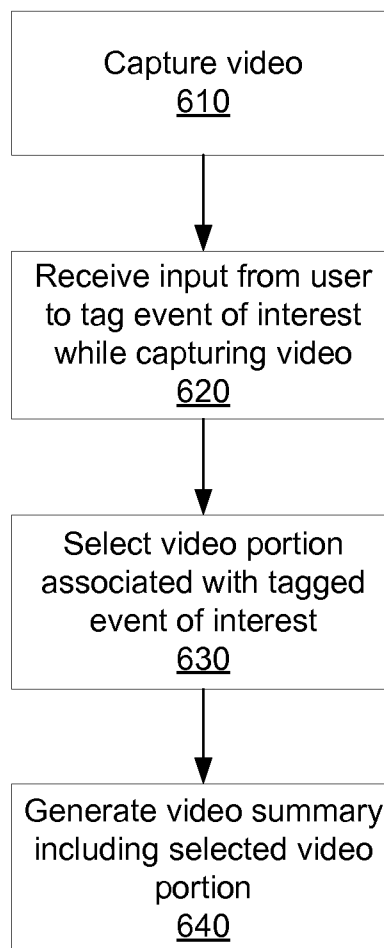 Capture video
610
Receive input from user
to tag event of interest
while capturing video
620
Select video portion
associated with tagged
event of interest
630
Generate video summary
including selected video
portion
640